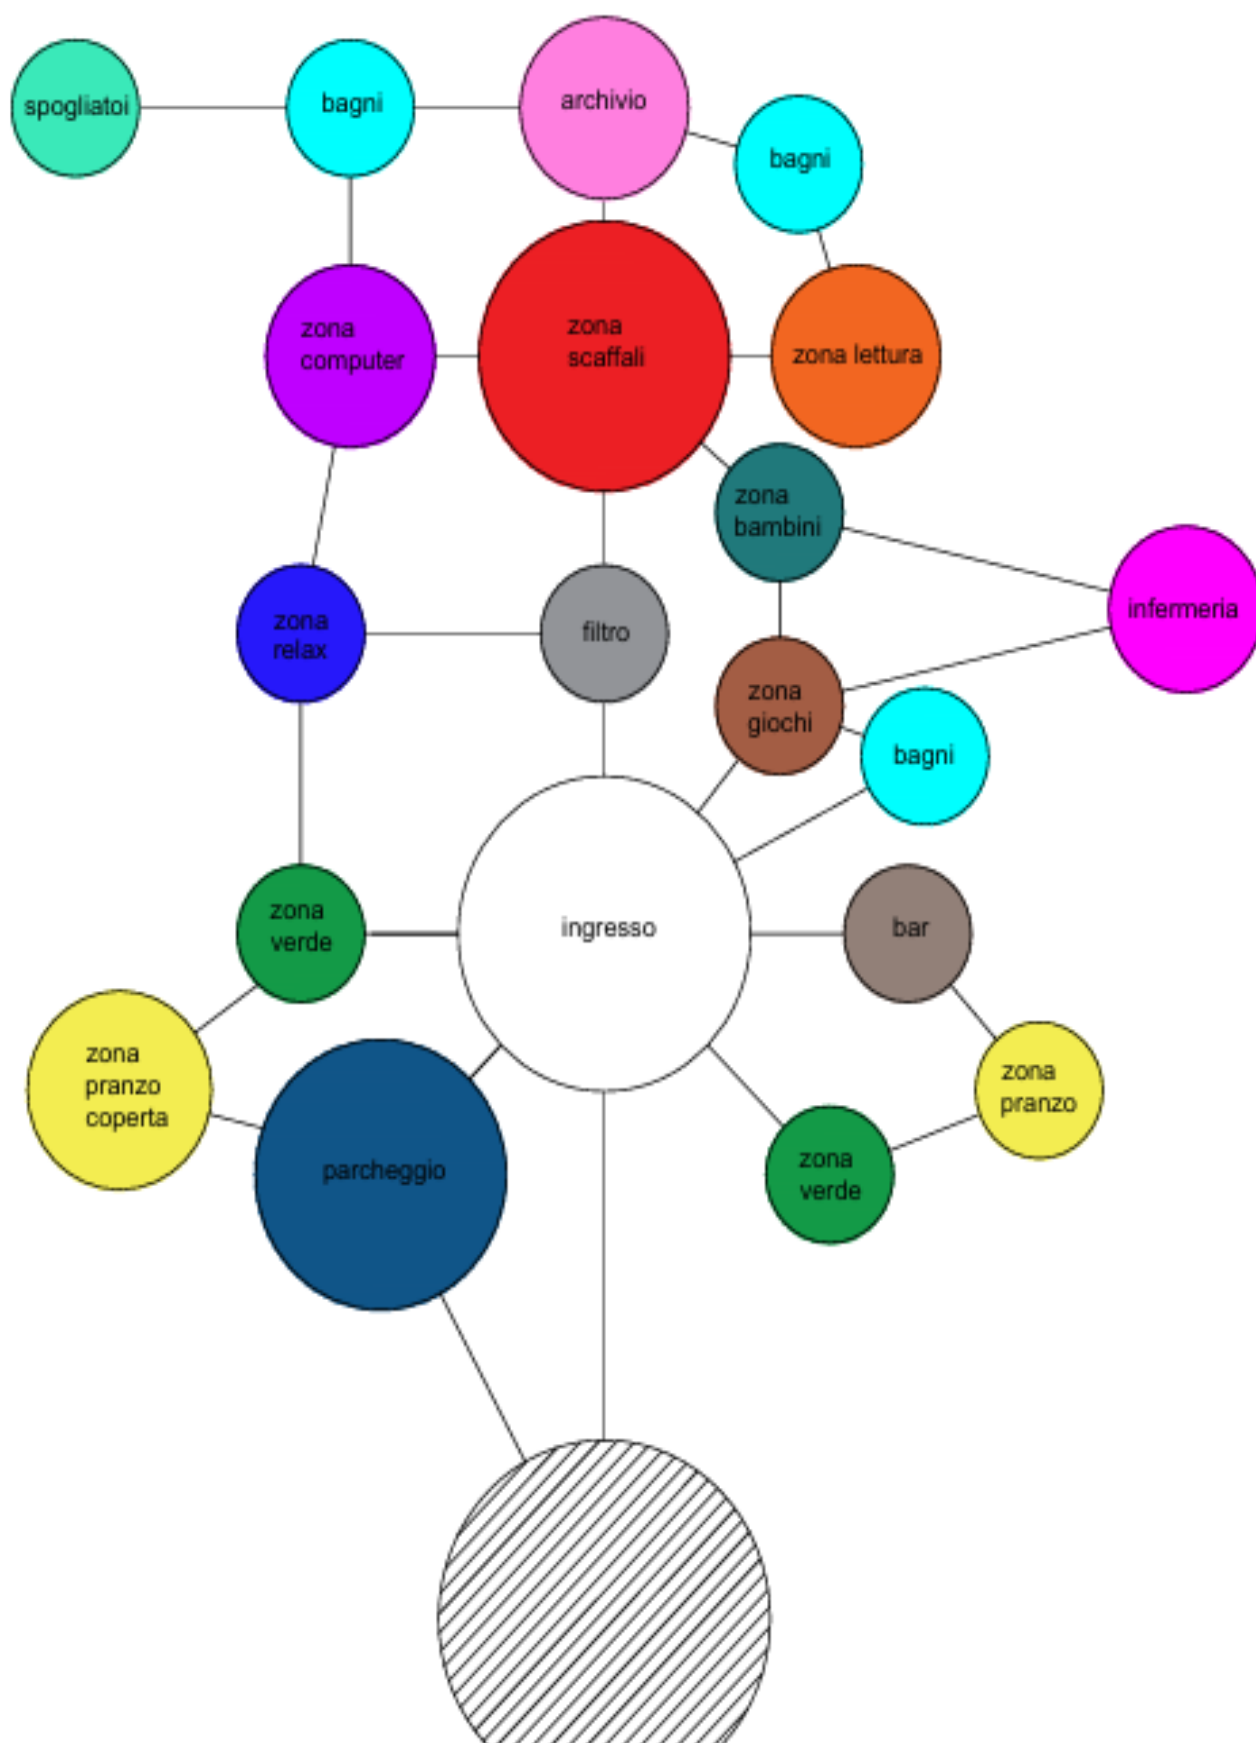 spogliatoi
bagni
archivio
bagni
zona
computer
zona
scaffali
zona lettura
zona
bambini
infermeria
zona
relax
filtro
zona
giochi
bagni
zona
verde
ingresso
bar
zona
pranzo
coperta
parcheggio
zona
pranzo
zona
verde